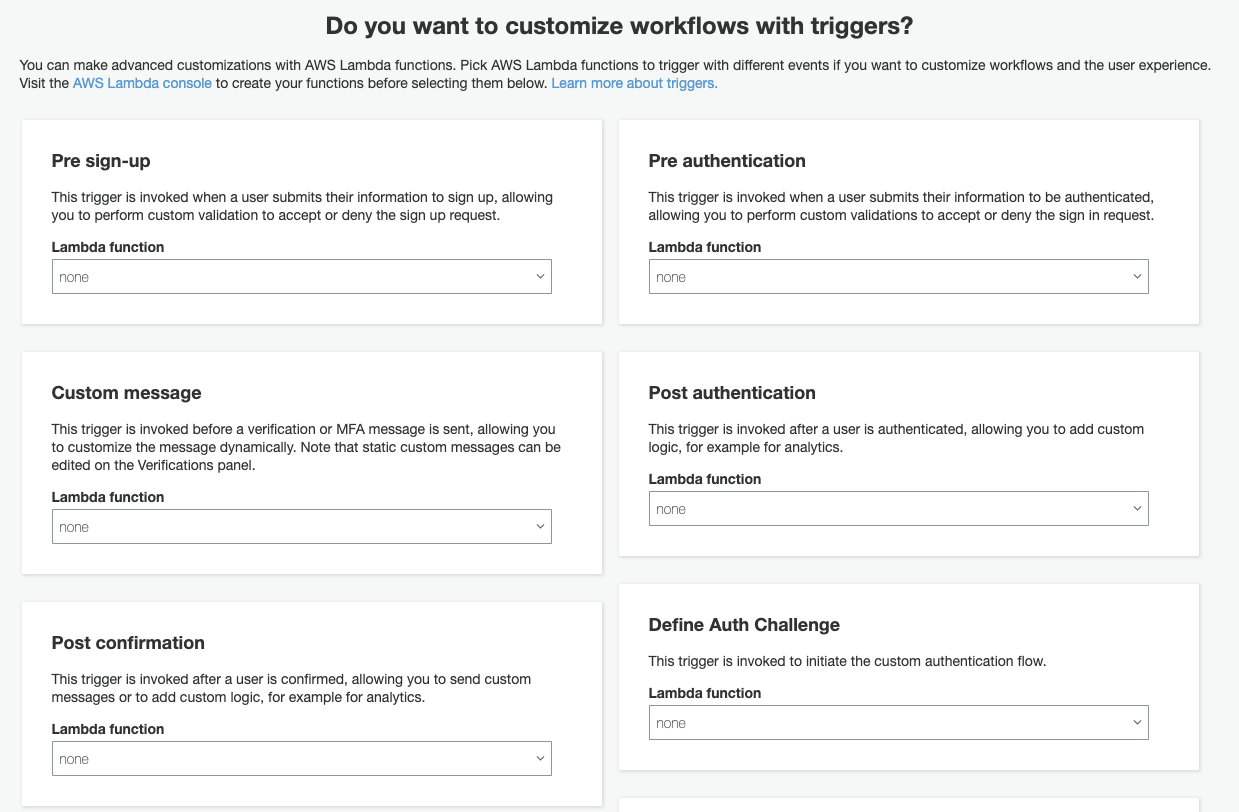 Do you want to customize workflows with triggers?
You can make advanced customizations with AWS Lambda functions. Pick AWS Lambda functions to trigger with different events if you want to customize workflows and the user experience.
Visit the AWS Lambda console to create your functions before selecting them below. Learn more about triggers.
Pre sign-up
This trigger is invoked when a user submits their information to sign up, allowing
you to perform custom validation to accept or deny the sign up request.
Lambda function
none
Pre authentication
This trigger is invoked when a user submits their information to be authenticated,
allowing you to perform custom validations to accept or deny the sign in request.
Lambda function
none
Custom message
This trigger is invoked before a verification or MFA message is sent, allowing you
to customize the message dynamically. Note that static custom messages can be
edited on the Verifications panel.
Lambda function
none
Post authentication
This trigger is invoked after a user is authenticated, allowing you to add custom
logic, for example for analytics.
Lambda function
none
Post confirmation
This trigger is invoked after a user is confirmed, allowing you to send custom
messages or to add custom logic, for example for analytics.
Lambda function
none
Define Auth Challenge
This trigger is invoked to initiate the custom authentication flow.
Lambda function
none